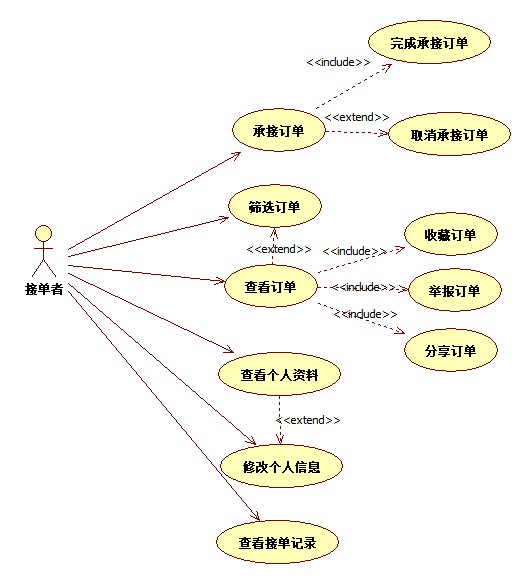 完成承接订单
<<include>>
承接订单
<<extend>>
取消承接订单
筛选订单
收藏订单
<<extend>>
<<include>>
接单者
查看订单
<<include>>
举报订单
<<include>>
分享订单
查看个人资料
<<extend>>
修改个人信息
查看接单记录